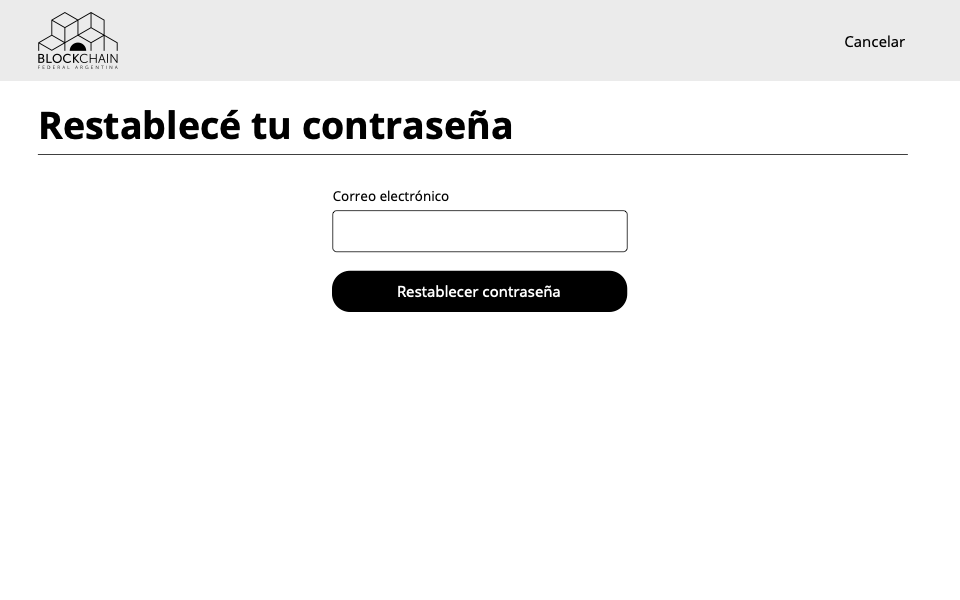 BLOCKCHAIN
FEDERAL ARGENTINA
Cancelar
Restablecé tu contraseña
Correo electrónico
Restablecer contraseña